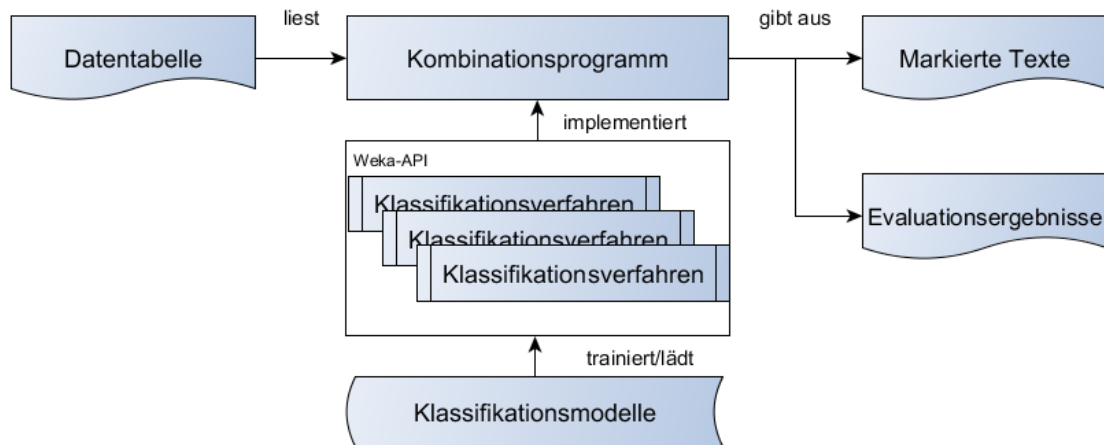 liest
gibt aus
Datentabelle
Kombinationsprogramm
Markierte Texte
implementiert
Weka-API
Klassifikationsverfahren
Klassifikationsverfahren
Klassifikationsverfahren
Evaluationsergebnisse
trainiert/lädt
Klassifikationsmodelle